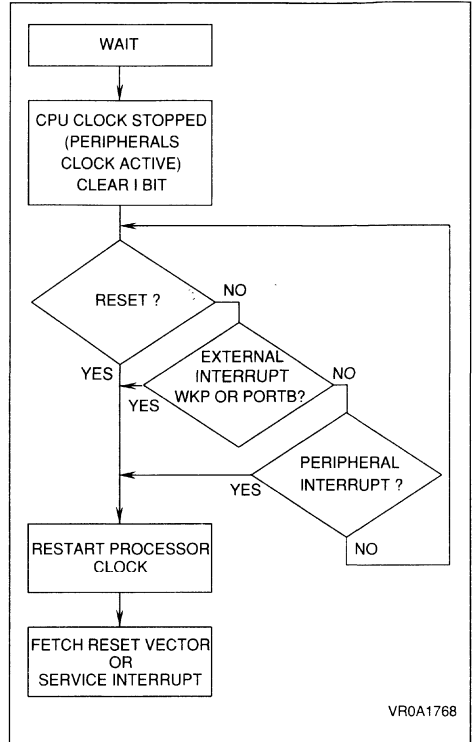 WAIT
CPU CLOCK STOPPED
(PERIPHERALS
CLOCK ACTIVE)
CLEAR I BIT
RESET ?
NO
YES
EXTERNAL
INTERRUPT
WKP OR PORTB?
NO
YES
PERIPHERAL
INTERRUPT ?
YES
NO
RESTART PROCESSOR
CLOCK
FETCH RESET VECTOR
OR
SERVICE INTERRUPT
VR0A1768